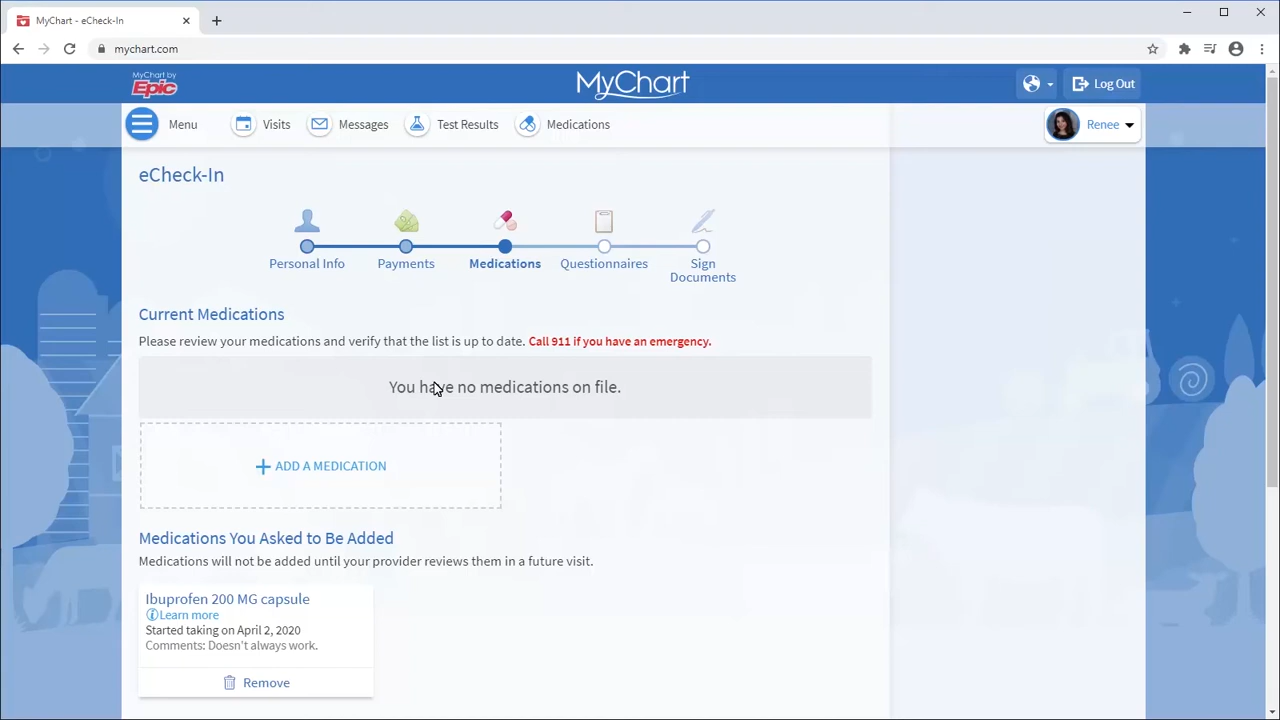 MyChart - eCheck-In
mychart.com
MyChart by
Epic
MyChart
Log Out
Menu
Visits
Messages
Test Results
Medications
Renee
eCheck-In
Personal Info
Payments
Medications
Questionnaires
Sign
Documents
Current Medications
Please review your medications and verify that the list is up to date. Call 911 if you have an emergency.
You have no medications on file.
+ ADD A MEDICATION
Medications You Asked to Be Added
Medications will not be added until your provider reviews them in a future visit.
Ibuprofen 200 MG capsule
Learn more
Started taking on April 2, 2020
Comments: Doesn't always work.
Remove